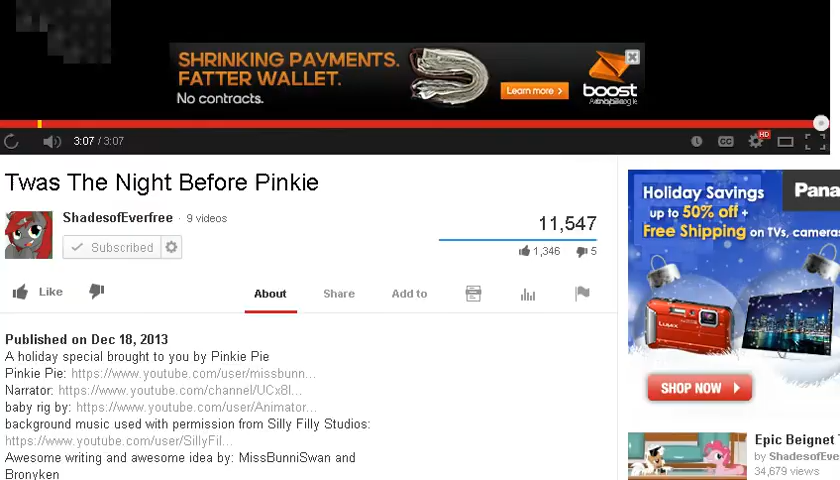 SHRINKING PAYMENTS.
FATTER WALLET.
No contracts.
Learn more >
boost
3:07 / 3:07
CC
HD
Twas The Night Before Pinkie
ShadesofEverfree · 9 videos
Subscribed
11,547
1,346 5
Like
About Share Add to
Published on Dec 18, 2013
A holiday special brought to you by Pinkie Pie
Pinkie Pie: https://www.youtube.com/user/missbunn...
Narrator: https://www.youtube.com/channel/UCx8I...
baby rig by: https://www.youtube.com/user/Animator...
background music used with permission from Silly Filly Studios:
https://www.youtube.com/user/SillyFil...
Awesome writing and awesome idea by: MissBunniSwan and
Bronyken
Holiday Savings
Pana
up to 50% off +
Free Shipping on TVs, cameras
LUMIX
SHOP NOW
Epic Beignet T
by ShadesofEverfre
34,679 views